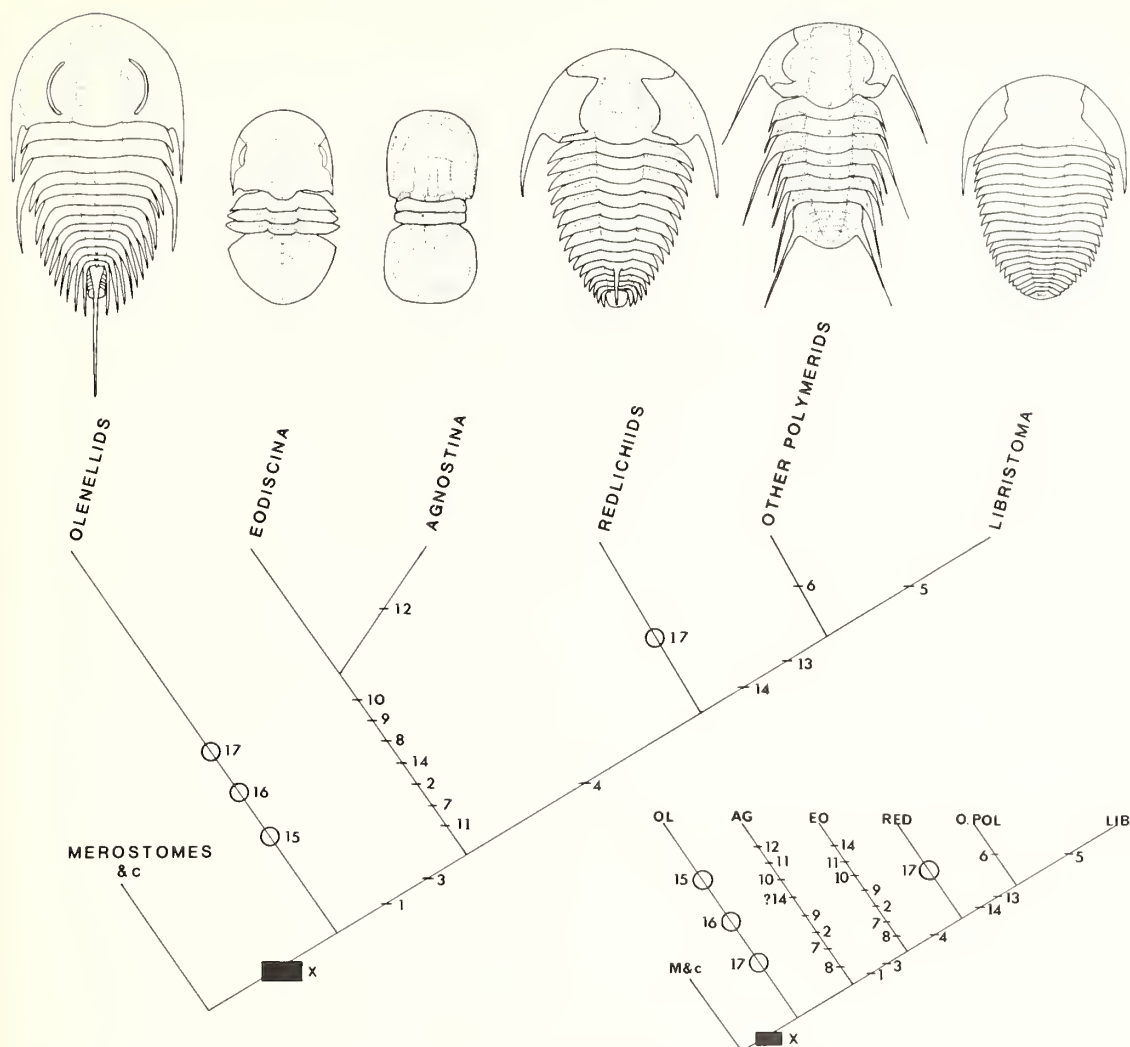 OLENELLIDS
EODISCINA
AGNOSTINA
REDLICHIIDS
OTHER POLYMERIDS
LIBRISTOMA
12
6
5
17
13
14
10
9
8
14
2
7
11
17
16
15
4
MEROSTOMES
&c
3
1
X
OL
AG
EO
RED
O. POL
LIB
12
11
10
?14
9
2
7
8
14
11
10
9
2
7
8
17
6
5
13
14
4
15
16
17
M&c
3
1
X